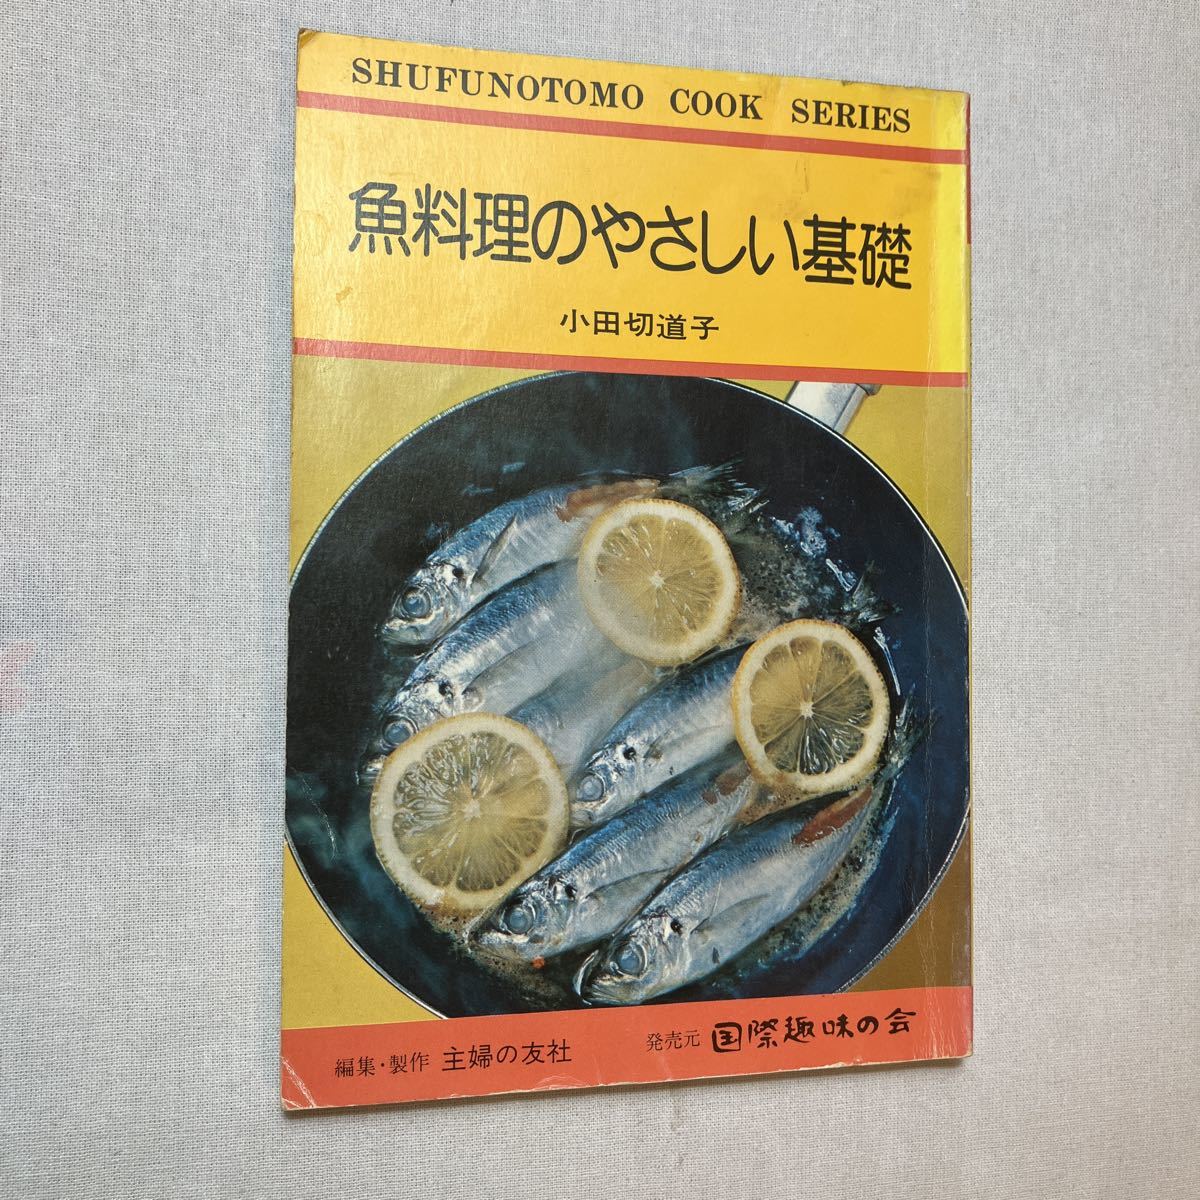 SHUFUNOTOMO COOK SERIES
魚料理のやさしい基礎
小田切道子
編集・製作 主婦の友社 発売元 国際趣味の会